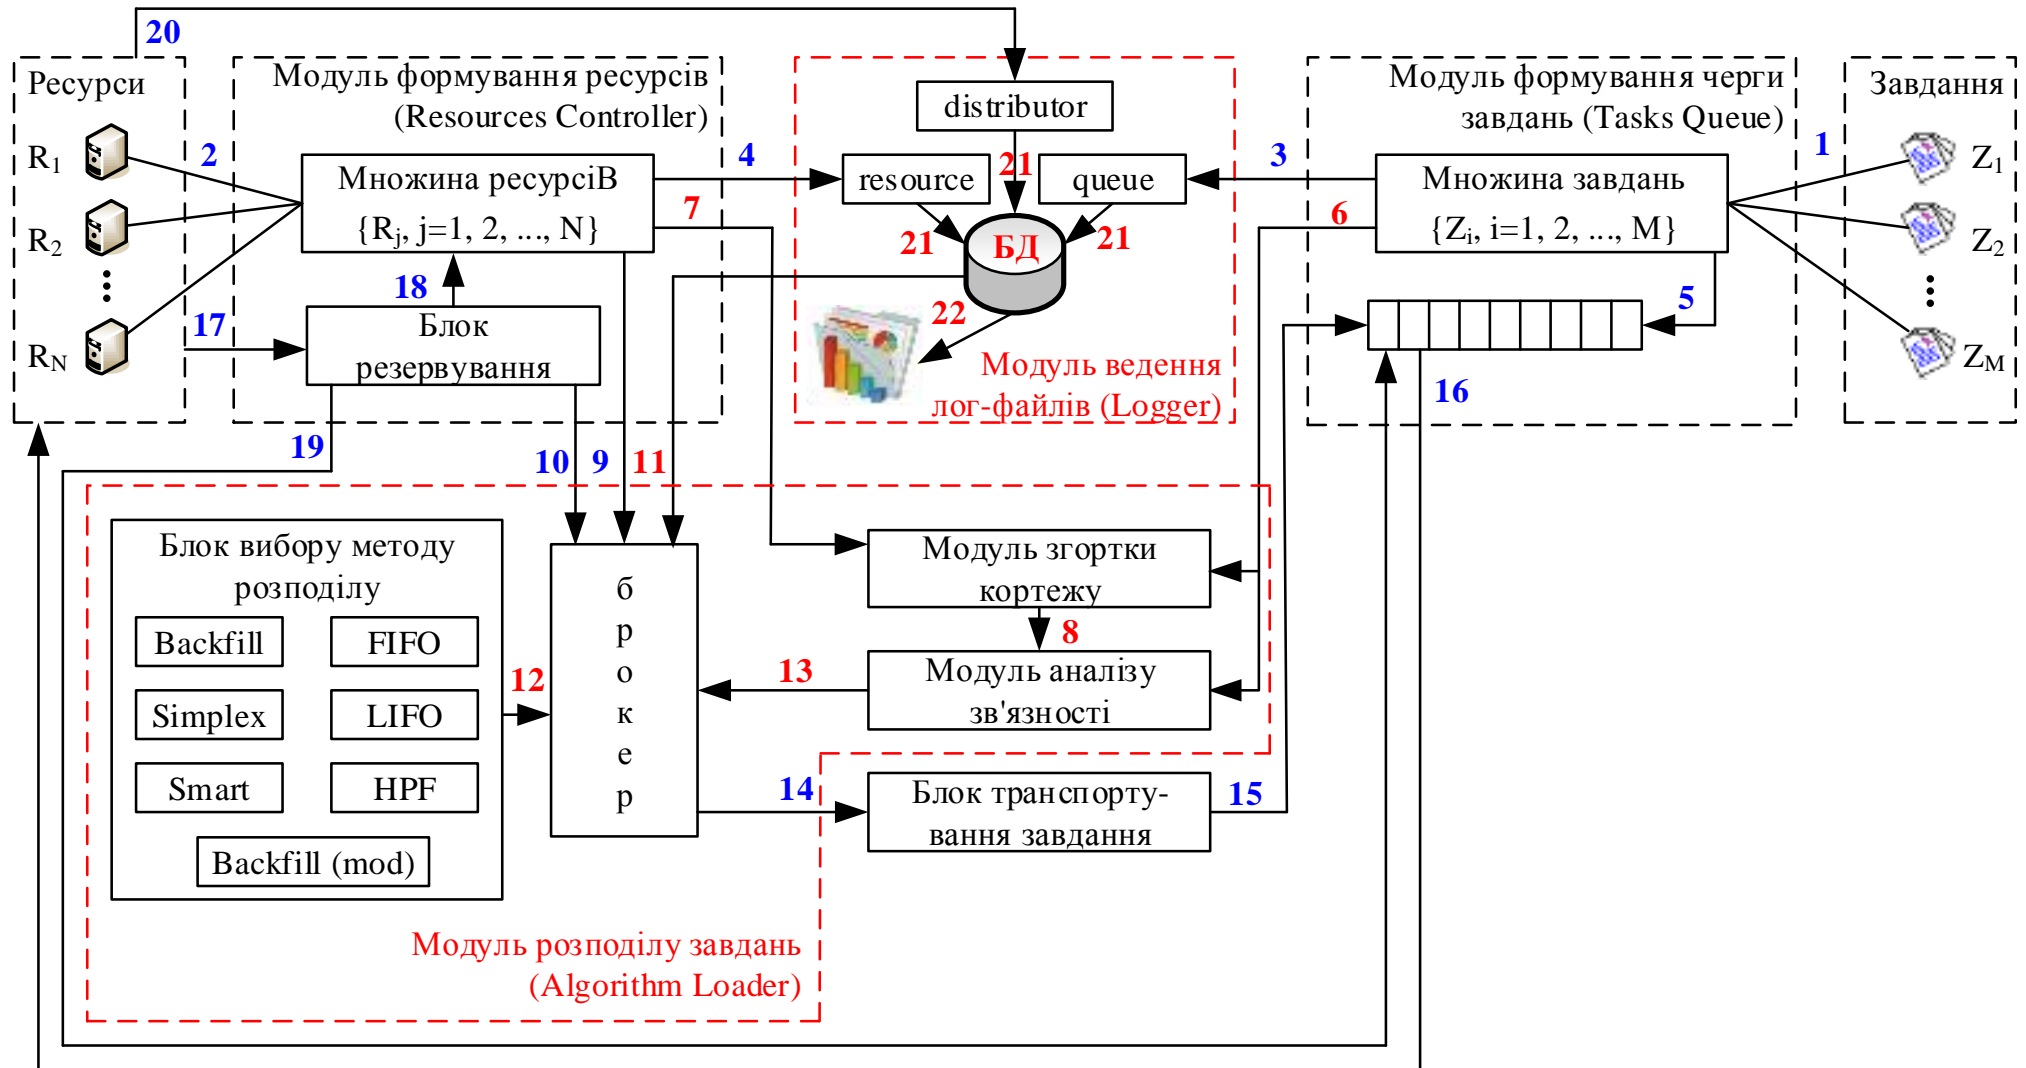 20
Ресурси
R1
R2
RN
2
17
Модуль формування ресурсів
(Resources Controller)
Множина ресурсіВ
{Rj, j=1, 2, ..., N}
18
Блок
резервування
4
7
distributor
resource
queue
21
21
21
БД
22
Модуль ведення
лог-файлів (Logger)
3
6
Модуль формування черги
завдань (Tasks Queue)
Множина завдань
{Zi, i=1, 2, ..., M}
5
16
1
Завдання
Z1
Z2
ZM
19
10
9
11
Блок вибору методу
розподілу
Backfill
FIFO
Simplex
LIFO
Smart
HPF
Backfill (mod)
12
б
р
о
к
е
р
Модуль згортки
кортежу
8
13
Модуль аналізу
зв'язності
14
Блок транспорту-
вання завдання
15
Модуль розподілу завдань
(Algorithm Loader)